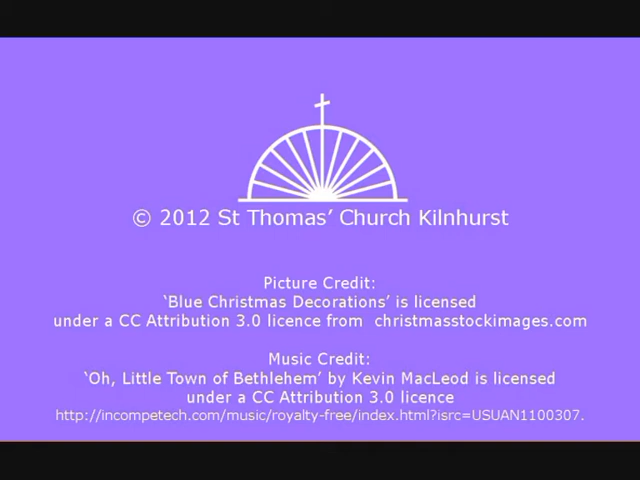 © 2012 St Thomas’ Church Kilnhurst
Picture Credit:
‘Blue Christmas Decorations’ is licensed
under a CC Attribution 3.0 licence from christmasstockimages.com
Music Credit:
‘Oh, Little Town of Bethlehem’ by Kevin MacLeod is licensed
under a CC Attribution 3.0 licence
http://incompetech.com/music/royalty-free/index.html?isrc=USUAN1100307.